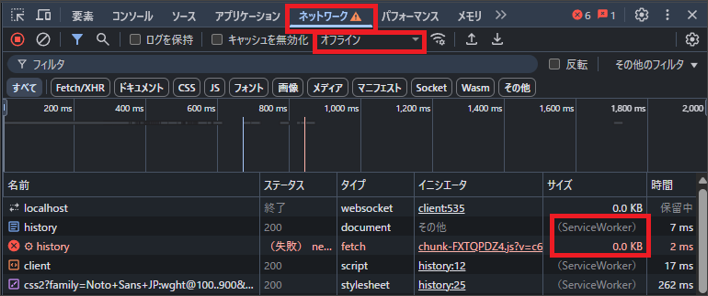 要素 コンソール ソース アプリケーション ネットワーク パフォーマンス メモリ 6 1
ログを保持 キャッシュを無効化 オフライン
フィルタ 反転 その他のフィルタ
すべて Fetch/XHR ドキュメント CSS JS フォント 画像 メディア マニフェスト Socket Wasm その他
200 ms 400 ms 600 ms 800 ms 1,000 ms 1,200 ms 1,400 ms 1,600 ms 1,800 ms 2,000
名前 ステータス タイプ イニシエータ サイズ 時間
localhost 終了 websocket client:535 0.0 KB 保留中
history 200 document その他 (ServiceWorker) 7 ms
history (失敗) ne... fetch chunk-FXTQPDZ4.js?v=c6 0.0 KB 2 ms
client 200 script history:12 (ServiceWorker) 17 ms
css2?family=Noto+Sans+JP:wght@100..900&... 200 stylesheet history:25 (ServiceWorker) 262 ms